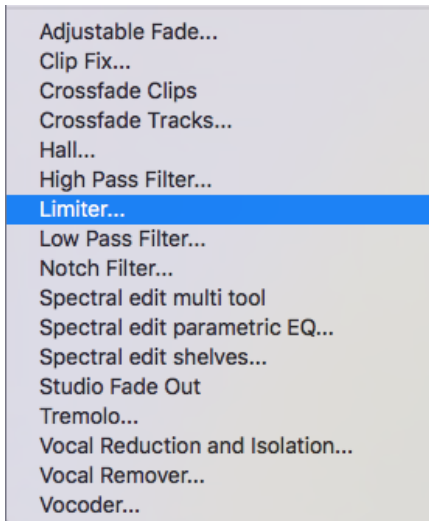 Adjustable Fade...
Clip Fix...
Crossfade Clips
Crossfade Tracks...
Hall...
High Pass Filter...
Limiter...
Low Pass Filter...
Notch Filter...
Spectral edit multi tool
Spectral edit parametric EQ...
Spectral edit shelves...
Studio Fade Out
Tremolo...
Vocal Reduction and Isolation...
Vocal Remover...
Vocoder...